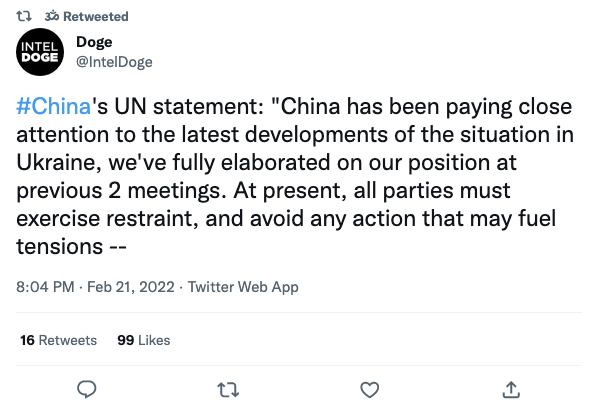 Retweeted
INTEL
DOGE
Doge
@IntelDoge
#China's UN statement: "China has been paying close
attention to the latest developments of the situation in
Ukraine, we've fully elaborated on our position at
previous 2 meetings. At present, all parties must
exercise restraint, and avoid any action that may fuel
tensions --
8:04 PM · Feb 21, 2022 · Twitter Web App
16 Retweets 99 Likes